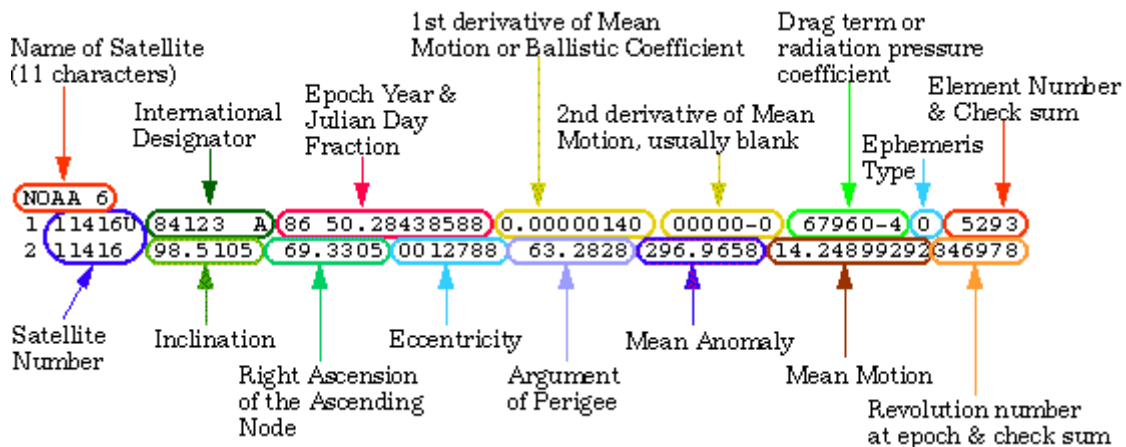 Name of Satellite
(11 characters)
International
Designator
Epoch Year &
Julian Day
Fraction
1st derivative of Mean
Motion or Ballistic Coefficient
2nd derivative of Mean
Motion, usually blank
Drag term or
radiation pressure
coefficient
Ephemeris
Type
Element Number
& Check sum
NOAA 6
1 11416U 84123 A 86 50.28438588 0.00000140 00000-0 67960-4 0 5293
2 11416 98.5105 69.3305 0012788 63.2828 296.9658 14.24899292 346978
Satellite
Number
Inclination
Right Ascension
of the Ascending
Node
Eccentricity
Argument
of Perigee
Mean Anomaly
Mean Motion
Revolution number
at epoch & check sum